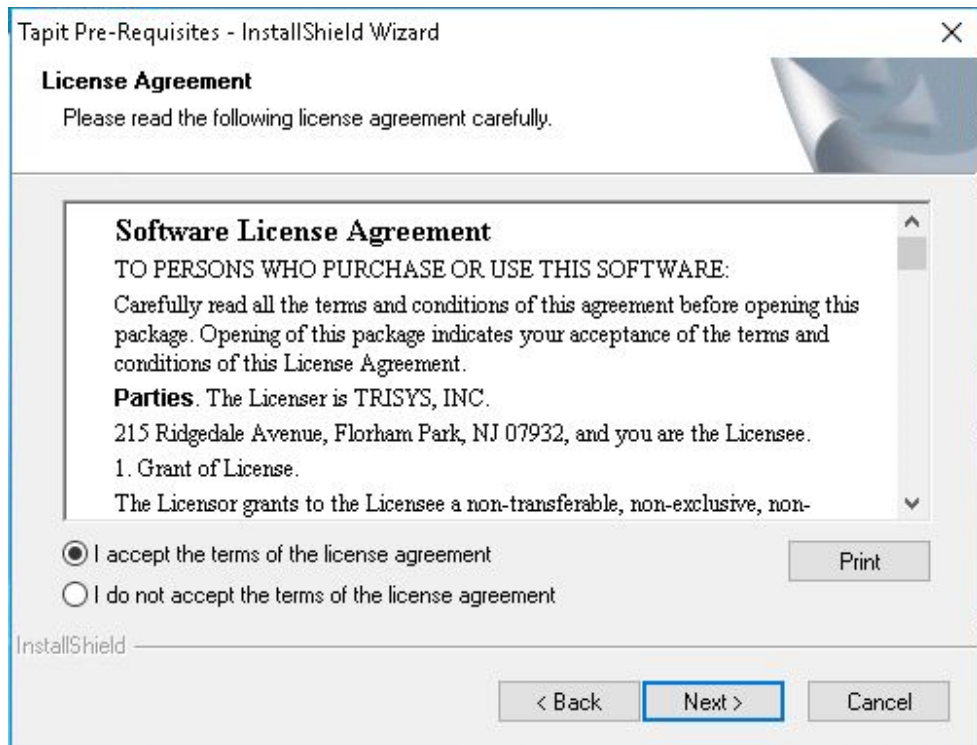 Tapit Pre-Requisites - InstallShield Wizard
License Agreement
Please read the following license agreement carefully.
Software License Agreement
TO PERSONS WHO PURCHASE OR USE THIS SOFTWARE:
Carefully read all the terms and conditions of this agreement before opening this
package. Opening of this package indicates your acceptance of the terms and
conditions of this License Agreement.
Parties. The Licenser is TRISYS, INC.
215 Ridgedale Avenue, Florham Park, NJ 07932, and you are the Licensee.
1. Grant of License.
The Licensor grants to the Licensee a non-transferable, non-exclusive, non-
I accept the terms of the license agreement
Print
I do not accept the terms of the license agreement
InstallShield
< Back Next > Cancel